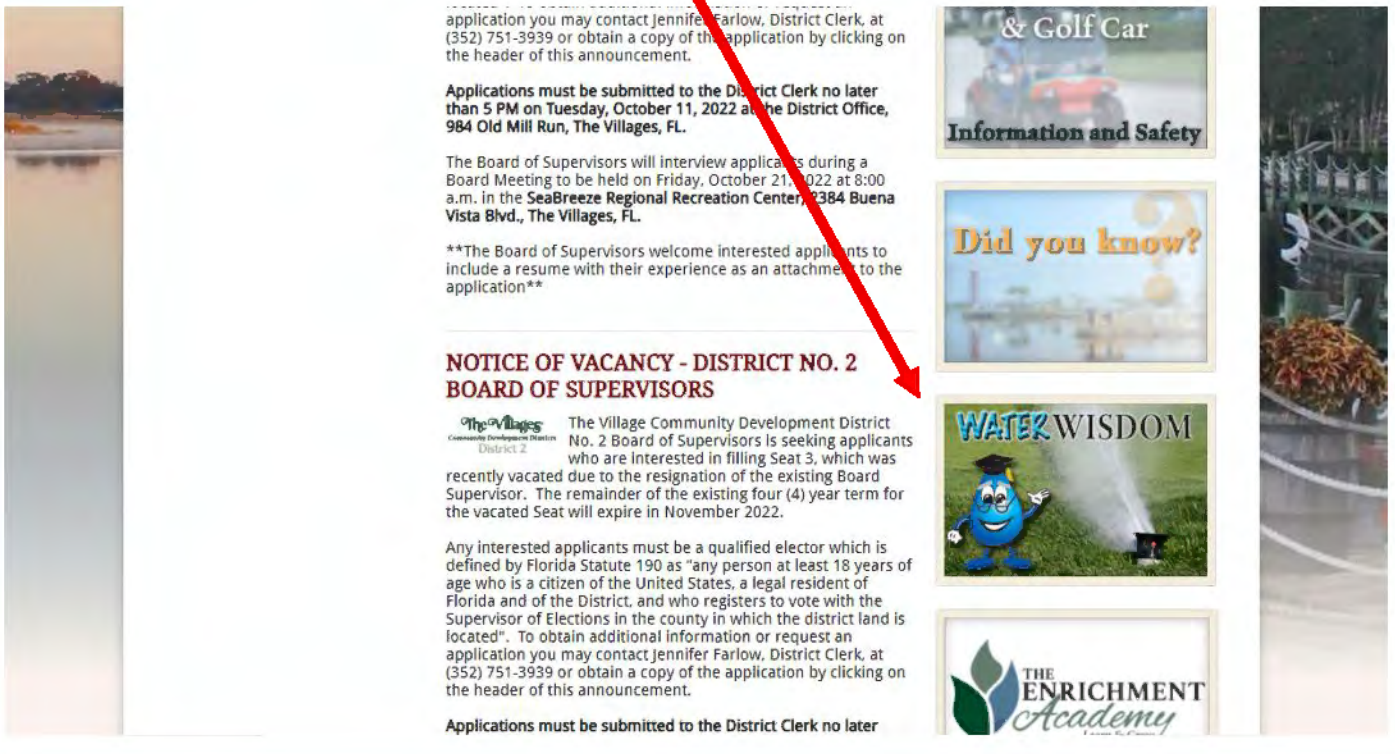 application you may contact Jennifer Farlow, District Clerk, at
(352) 751-3939 or obtain a copy of the application by clicking on
the header of this announcement.
Applications must be submitted to the District Clerk no later
than 5 PM on Tuesday, October 11, 2022 at the District Office,
984 Old Mill Run, The Villages, FL.
The Board of Supervisors will interview applicants during a
Board Meeting to be held on Friday, October 21, 2022 at 8:00
a.m. in the SeaBreeze Regional Recreation Center, 2384 Buena
Vista Blvd., The Villages, FL.
**The Board of Supervisors welcome interested applicants to
include a resume with their experience as an attachment to the
application**
NOTICE OF VACANCY - DISTRICT NO. 2
BOARD OF SUPERVISORS
The Villages
Community Development Districts
District 2
The Village Community Development District
No. 2 Board of Supervisors is seeking applicants
who are interested in filling Seat 3, which was
recently vacated due to the resignation of the existing Board
Supervisor. The remainder of the existing four (4) year term for
the vacated Seat will expire in November 2022.
Any interested applicants must be a qualified elector which is
defined by Florida Statute 190 as "any person at least 18 years of
age who is a citizen of the United States, a legal resident of
Florida and of the District, and who registers to vote with the
Supervisor of Elections in the county in which the district land is
located". To obtain additional information or request an
application you may contact Jennifer Farlow, District Clerk, at
(352) 751-3939 or obtain a copy of the application by clicking on
the header of this announcement.
Applications must be submitted to the District Clerk no later
& Golf Car
Information and Safety
Did you know?
WATER WISDOM
THE
ENRICHMENT
Academy